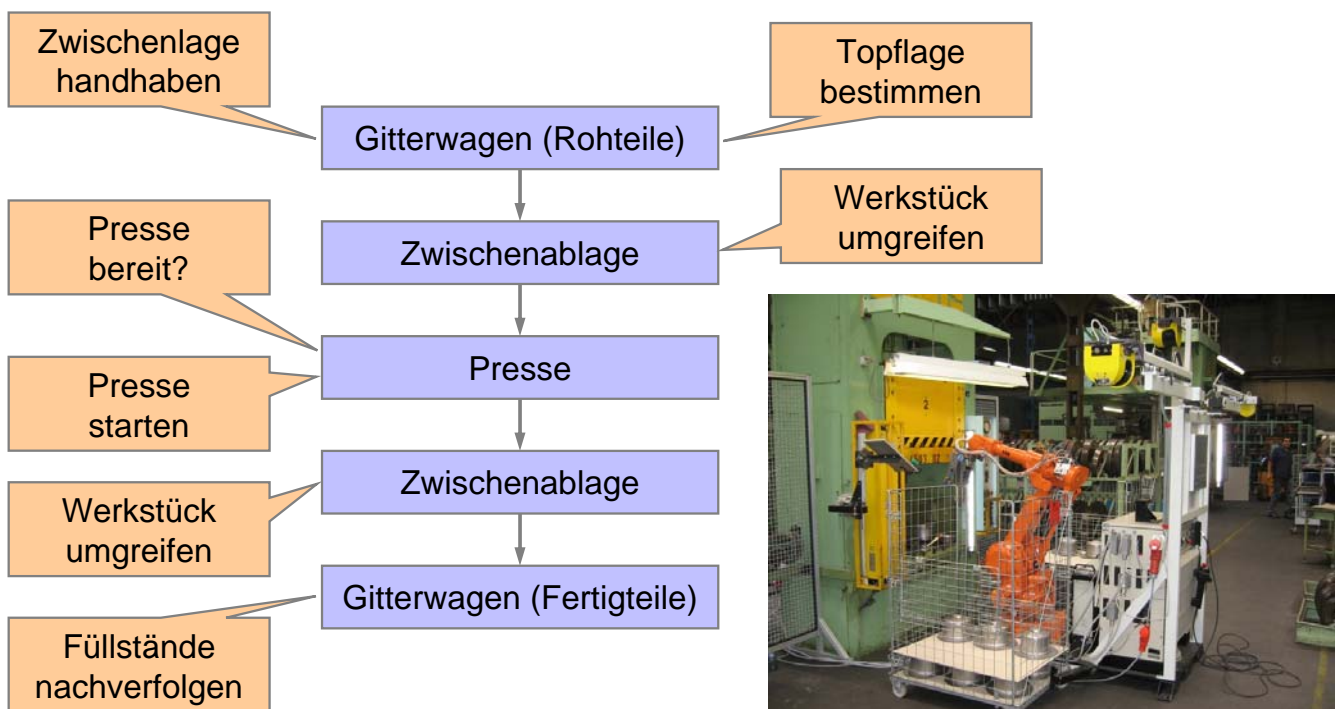 Zwischenlage
handhaben
Topflage
bestimmen
Gitterwagen (Rohteile)
Werkstück
umgreifen
Zwischenablage
Presse
bereit?
Presse
Presse
starten
Zwischenablage
Werkstück
umgreifen
Gitterwagen (Fertigteile)
Füllstände
nachverfolgen
2